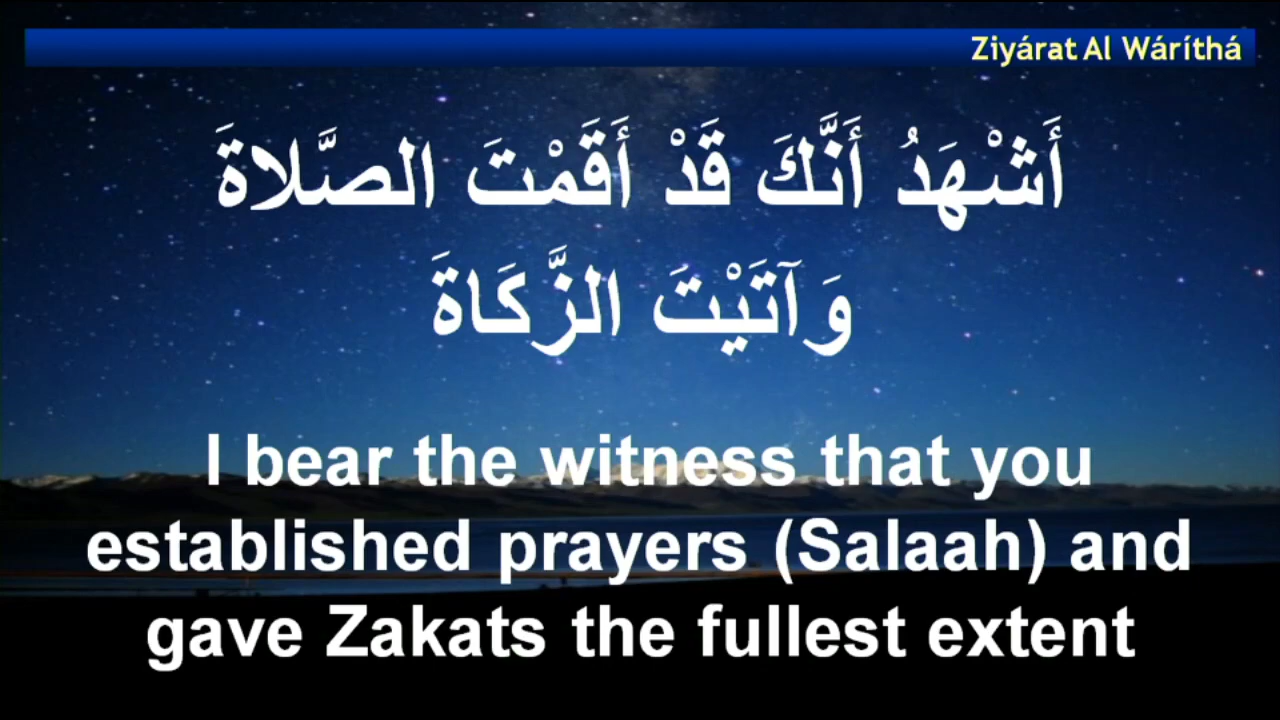 Ziyárat Al Wáríthá
أَشْهَدُ أَنَّكَ قَدْ أَقَمْتَ الصَّلاةَ
وَآتَيْتَ الزَّكَاةَ
I bear the witness that you
established prayers (Salaah) and
gave Zakats the fullest extent